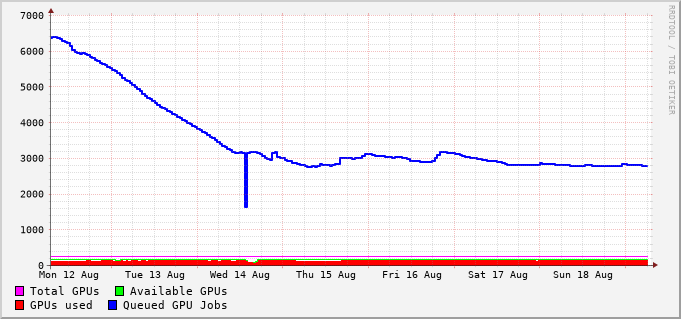 7000
6000
5000
4000
3000
2000
1000
0
Mon 12 Aug Tue 13 Aug Wed 14 Aug Thu 15 Aug Fri 16 Aug Sat 17 Aug Sun 18 Aug
Total GPUs Available GPUs
GPUs used Queued GPU Jobs
RRDTOOL / TOBI OETIKER